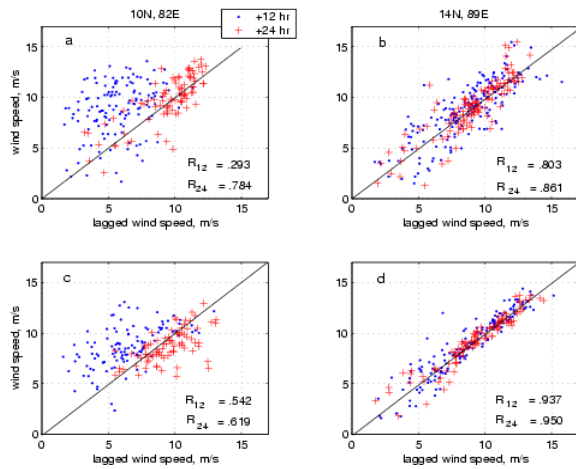 10N, 82E
+12 hr
+24 hr
14N, 89E
a
wind speed, m/s
15
10
5
0
R12 = .293
R24 = .784
0 5 10 15
lagged wind speed, m/s
b
15
10
5
0
R12 = .803
R24 = .861
0 5 10 15
lagged wind speed, m/s
c
wind speed, m/s
15
10
5
0
R12 = .542
R24 = .619
0 5 10 15
lagged wind speed, m/s
d
15
10
5
0
R12 = .937
R24 = .950
0 5 10 15
lagged wind speed, m/s